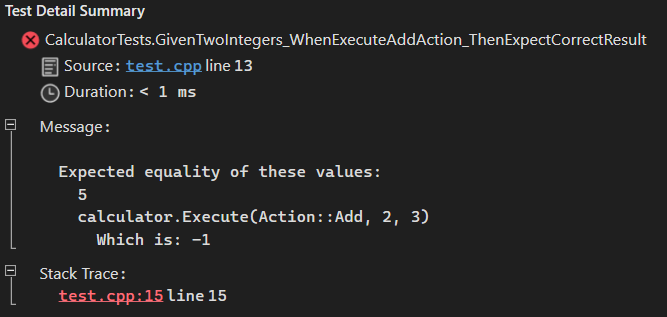 Test Detail Summary
CalculatorTests.GivenTwoIntegers_WhenExecuteAddAction_ThenExpectCorrectResult
Source: test.cpp line 13
Duration: < 1 ms
Message:
Expected equality of these values:
5
calculator.Execute(Action::Add, 2, 3)
Which is: -1
Stack Trace:
test.cpp:15 line 15